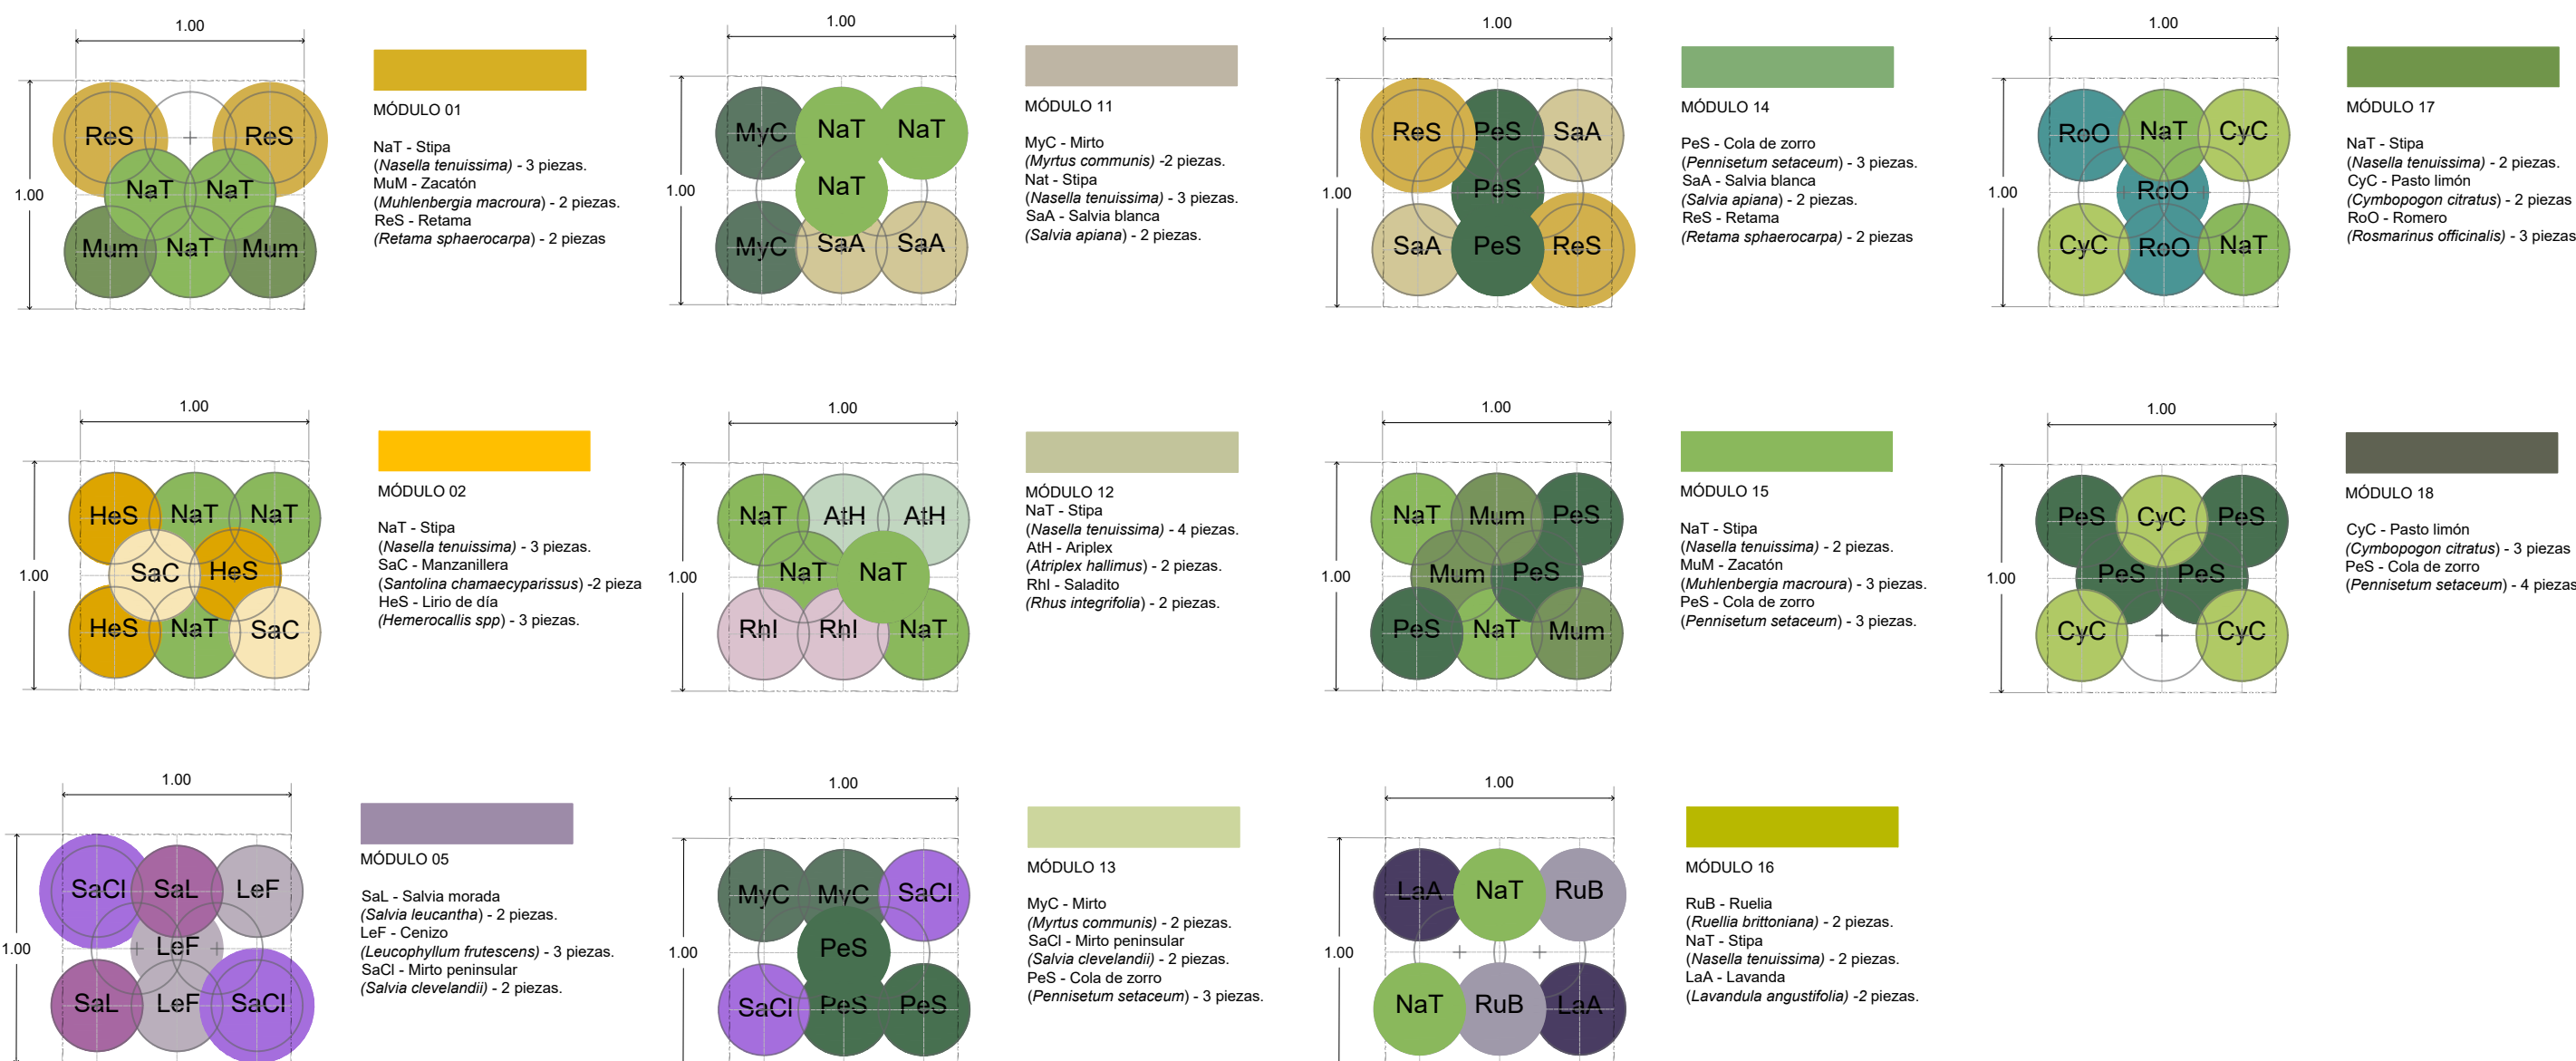 1.00
1.00
ReS
ReS
NaT
NaT
Mum
NaT
Mum
MÓDULO 01
NaT - Stipa
(Nasella tenuissima) - 3 piezas.
MuM - Zacatón
(Muhlenbergia macroura) - 2 piezas.
ReS - Retama
(Retama sphaerocarpa) - 2 piezas
1.00
1.00
MyC
NaT
NaT
NaT
MyC
SaA
SaA
MÓDULO 11
MyC - Mirto
(Myrtus communis) -2 piezas.
Nat - Stipa
(Nasella tenuissima) - 3 piezas.
SaA - Salvia blanca
(Salvia apiana) - 2 piezas.
1.00
1.00
ReS
PeS
SaA
PeS
SaA
PeS
ReS
MÓDULO 14
PeS - Cola de zorro
(Pennisetum setaceum) - 3 piezas.
SaA - Salvia blanca
(Salvia apiana) - 2 piezas.
ReS - Retama
(Retama sphaerocarpa) - 2 piezas
1.00
1.00
RoO
NaT
CyC
RoO
CyC
RoO
NaT
MÓDULO 17
NaT - Stipa
(Nasella tenuissima) - 2 piezas.
CyC - Pasto limón
(Cymbopogon citratus) - 2 piezas
RoO - Romero
(Rosmarinus officinalis) - 3 piezas
1.00
1.00
HeS
NaT
NaT
SaC
HeS
HeS
NaT
SaC
MÓDULO 02
NaT - Stipa
(Nasella tenuissima) - 3 piezas.
SaC - Manzanillera
(Santolina chamaecyparissus) -2 pieza
HeS - Lirio de día
(Hemerocallis spp) - 3 piezas.
1.00
1.00
NaT
AtH
AtH
NaT
NaT
RhI
RhI
NaT
MÓDULO 12
NaT - Stipa
(Nasella tenuissima) - 4 piezas.
AtH - Ariplex
(Atriplex hallimus) - 2 piezas.
RhI - Saladito
(Rhus integrifolia) - 2 piezas.
1.00
1.00
NaT
Mum
PeS
Mum
PeS
PeS
NaT
Mum
MÓDULO 15
NaT - Stipa
(Nasella tenuissima) - 2 piezas.
MuM - Zacatón
(Muhlenbergia macroura) - 3 piezas.
PeS - Cola de zorro
(Pennisetum setaceum) - 3 piezas.
1.00
1.00
PeS
CyC
PeS
PeS
PeS
CyC
CyC
MÓDULO 18
CyC - Pasto limón
(Cymbopogon citratus) - 3 piezas
PeS - Cola de zorro
(Pennisetum setaceum) - 4 piezas
1.00
1.00
SaCl
SaL
LeF
LeF
SaL
LeF
SaCl
MÓDULO 05
SaL - Salvia morada
(Salvia leucantha) - 2 piezas.
LeF - Cenizo
(Leucophyllum frutescens) - 3 piezas.
SaCl - Mirto peninsular
(Salvia clevelandii) - 2 piezas.
1.00
1.00
MyC
MyC
SaCl
PeS
SaCl
PeS
PeS
MÓDULO 13
MyC - Mirto
(Myrtus communis) - 2 piezas.
SaCl - Mirto peninsular
(Salvia clevelandii) - 2 piezas.
PeS - Cola de zorro
(Pennisetum setaceum) - 3 piezas.
1.00
1.00
LaA
NaT
RuB
NaT
RuB
LaA
MÓDULO 16
RuB - Ruelia
(Ruellia brittoniana) - 2 piezas.
NaT - Stipa
(Nasella tenuissima) - 2 piezas.
LaA - Lavanda
(Lavandula angustifolia) -2 piezas.